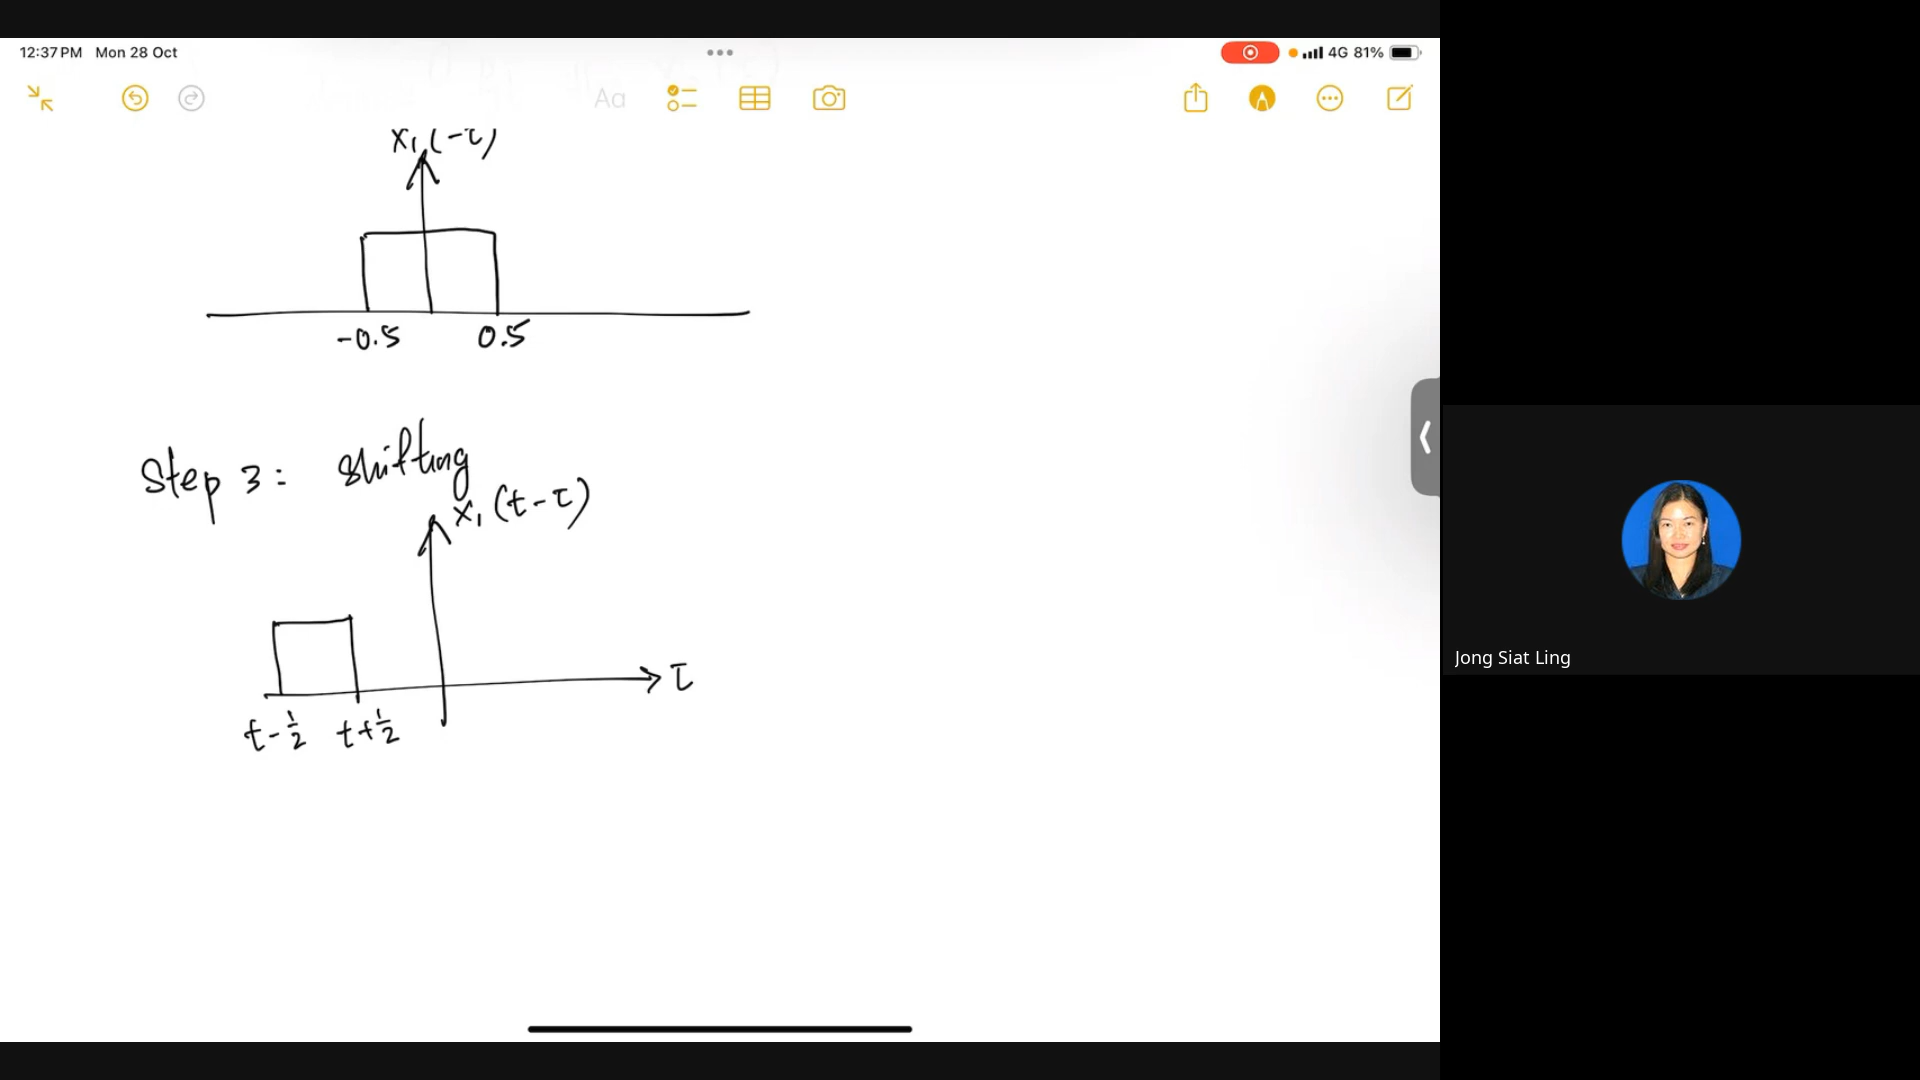 12:37 PM Mon 28 Oct
4G 81%
Aa
x₁(-τ)
-0.5 0.5
Step 3: shifting
x₁(t-τ)
τ
t-½ t+½
Jong Siat Ling